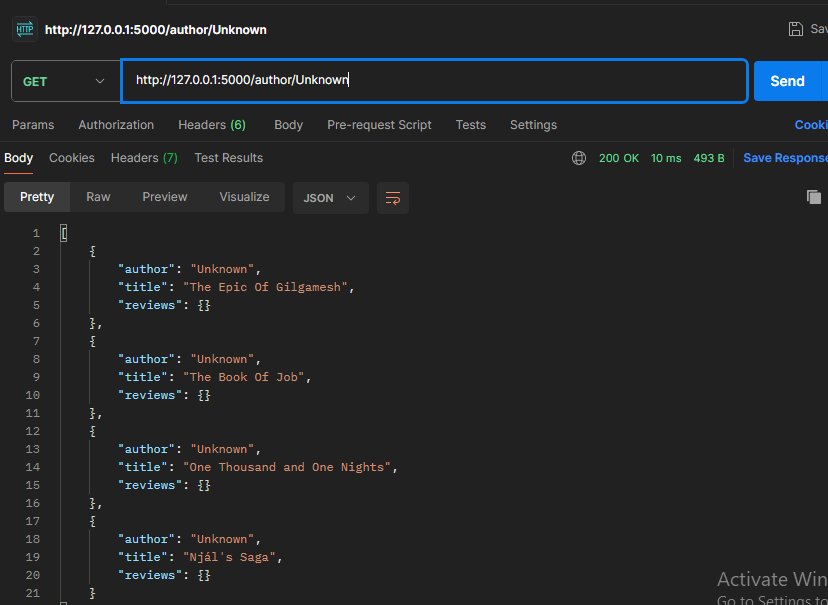 HTTP http://127.0.0.1:5000/author/Unknown Sav
GET http://127.0.0.1:5000/author/Unknown Send
Params Authorization Headers (6) Body Pre-request Script Tests Settings Cooki
Body Cookies Headers (7) Test Results 200 OK 10 ms 493 B Save Response
Pretty Raw Preview Visualize JSON
1 [
2 {
3 "author": "Unknown",
4 "title": "The Epic Of Gilgamesh",
5 "reviews": {}
6 },
7 {
8 "author": "Unknown",
9 "title": "The Book Of Job",
10 "reviews": {}
11 },
12 {
13 "author": "Unknown",
14 "title": "One Thousand and One Nights",
15 "reviews": {}
16 },
17 {
18 "author": "Unknown",
19 "title": "Njál's Saga",
20 "reviews": {}
21 }
Activate Win
Go to Settings to